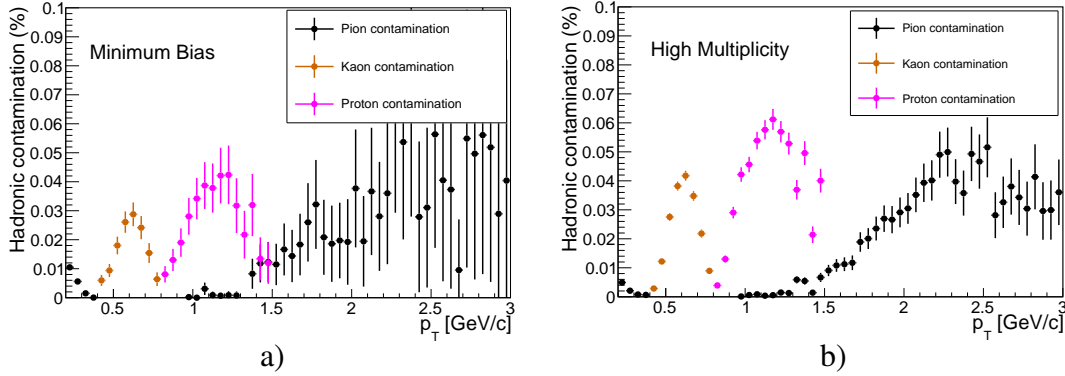 Hadronic contamination (%)
0.1
0.09
0.08
0.07
0.06
0.05
0.04
0.03
0.02
0.01
0
Minimum Bias
Pion contamination
Kaon contamination
Proton contamination
0.5 1 1.5 2 2.5 3
p_T [GeV/c]
a)
Hadronic contamination (%)
0.1
0.09
0.08
0.07
0.06
0.05
0.04
0.03
0.02
0.01
0
High Multiplicity
Pion contamination
Kaon contamination
Proton contamination
0.5 1 1.5 2 2.5 3
p_T [GeV/c]
b)